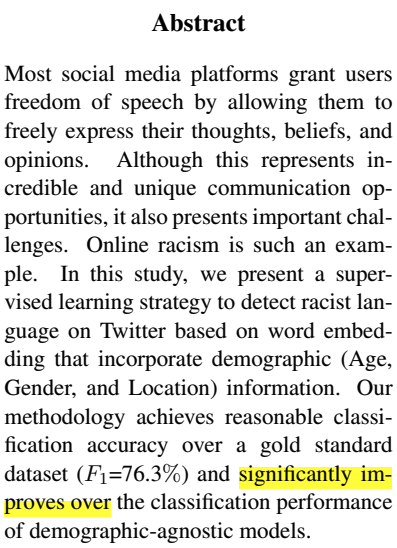 Abstract
Most social media platforms grant users
freedom of speech by allowing them to
freely express their thoughts, beliefs, and
opinions. Although this represents in-
credible and unique communication op-
portunities, it also presents important chal-
lenges. Online racism is such an exam-
ple. In this study, we present a super-
vised learning strategy to detect racist lan-
guage on Twitter based on word embed-
ding that incorporate demographic (Age,
Gender, and Location) information. Our
methodology achieves reasonable classi-
fication accuracy over a gold standard
dataset (F₁=76.3%) and significantly im-
proves over the classification performance
of demographic-agnostic models.